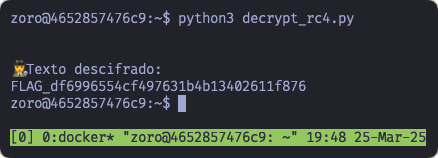 zoro@4652857476c9:~$ python3 decrypt_rc4.py
🕵️Texto descifrado:
FLAG_df6996554cf497631b4b13402611f876
zoro@4652857476c9:~$
[0] 0:docker* "zoro@4652857476c9: ~" 19:48 25-Mar-25